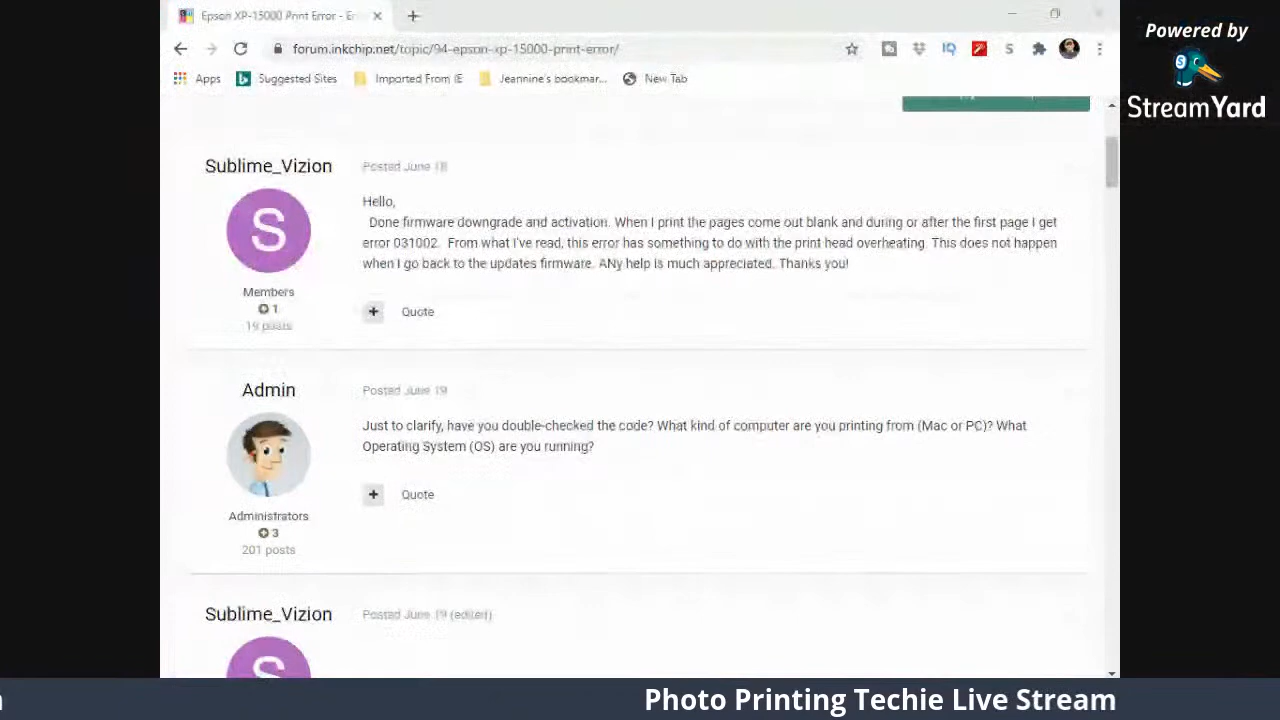 Epson XP-15000 Print Error - Er
Powered by
StreamYard
forum.inkchip.net/topic/94-epson-xp-15000-print-error/
Apps Suggested Sites Imported From IE Jeannine's bookmar... New Tab
Sublime_Vizion
Posted June 18
S
Hello,
Done firmware downgrade and activation. When I print the pages come out blank and during or after the first page I get
error 031002. From what I've read, this error has something to do with the print head overheating. This does not happen
when I go back to the updates firmware. ANy help is much appreciated. Thanks you!
Members
1
19 posts
+ Quote
Admin
Posted June 19
Just to clarify, have you double-checked the code? What kind of computer are you printing from (Mac or PC)? What
Operating System (OS) are you running?
+ Quote
Administrators
3
201 posts
Sublime_Vizion
Posted June 19 (edited)
Photo Printing Techie Live Stream